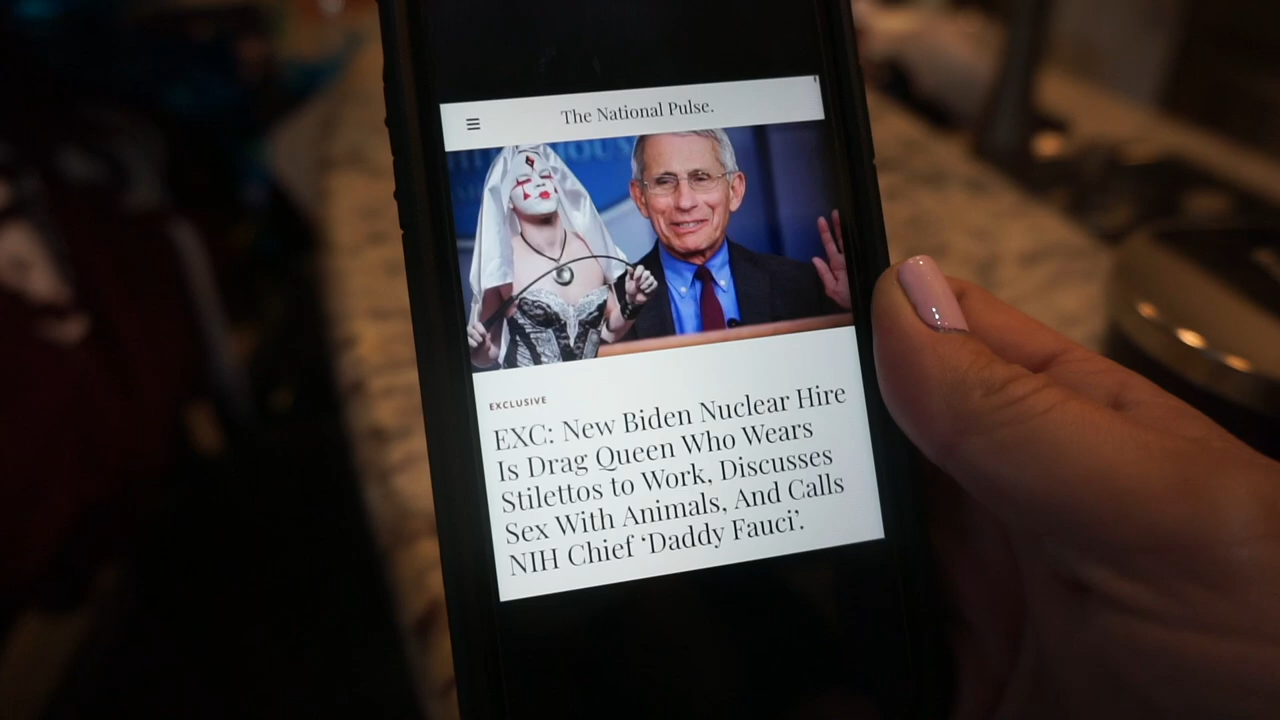 The National Pulse.
EXCLUSIVE
EXC: New Biden Nuclear Hire
Is Drag Queen Who Wears
Stilettos to Work, Discusses
Sex With Animals, And Calls
NIH Chief ‘Daddy Fauci’.